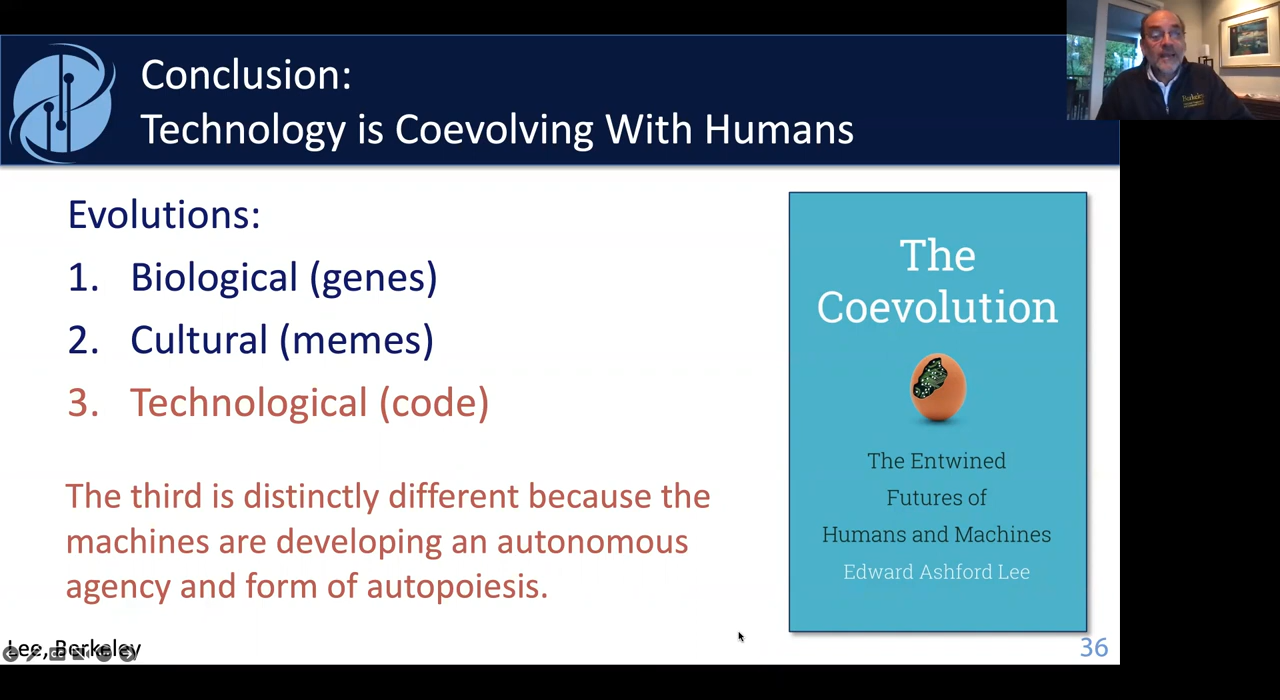 Conclusion:
Technology is Coevolving With Humans
Berkeley
Evolutions:
1. Biological (genes)
2. Cultural (memes)
3. Technological (code)
The third is distinctly different because the
machines are developing an autonomous
agency and form of autopoiesis.
The
Coevolution
The Entwined
Futures of
Humans and Machines
Edward Ashford Lee
Lee, Berkeley
36